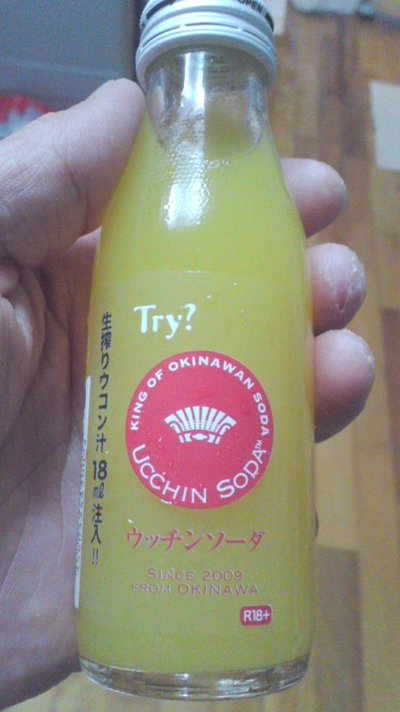 OPEN
Try?
KING OF OKINAWAN SODA
UCCHIN SODA™
生搾りウコン汁18ml注入!!
ウッチンソーダ
SINCE 2009
FROM OKINAWA
R18+